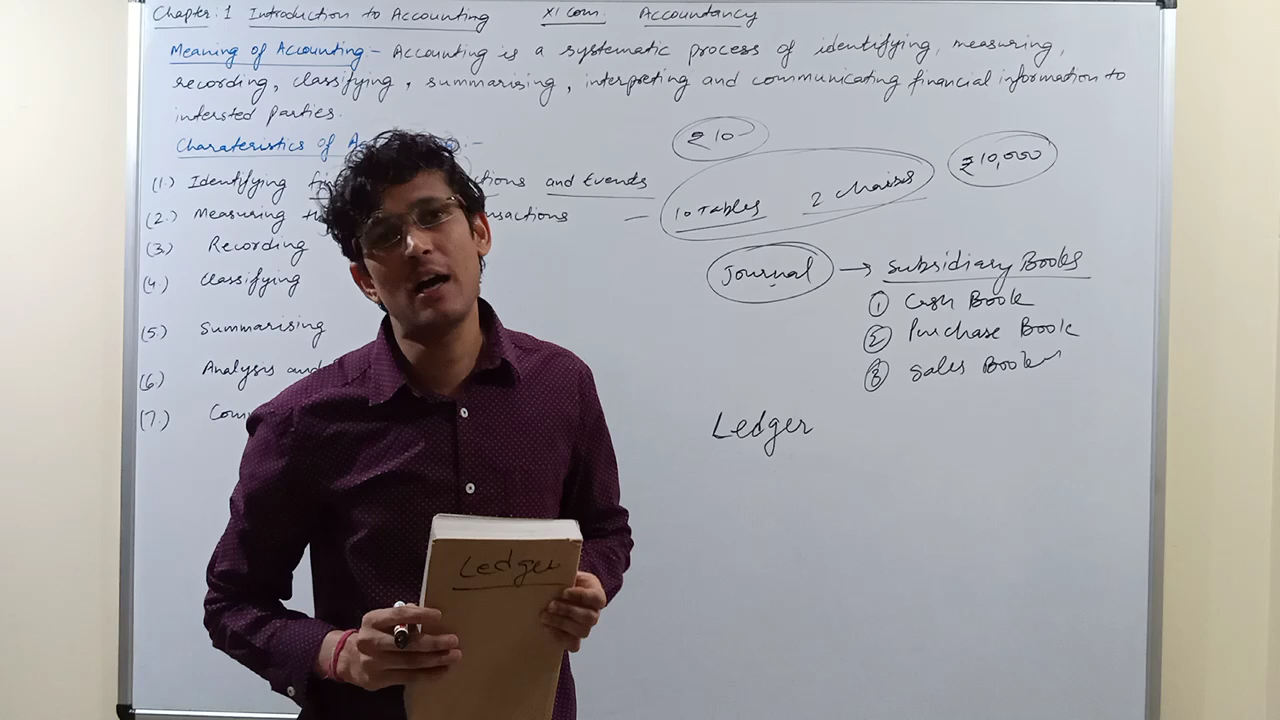 Chapter: 1 Introduction to Accounting XI Com. Accountancy
Meaning of Accounting - Accounting is a systematic process of identifying, measuring,
recording, classifying, summarising, interpreting and communicating financial information to
intersted parties.
Charateristics of
(1.) Identifying and Events
(2.) Measuring
(3.) Recording
(4.) Classifying
(5.) Summarising
(6.) Analysis and
(7.)
₹ 10
10 Tables 2 chairs
₹ 10,000
Journal → Subsidiary Books
1 Cash Book
2 Purchase Book
3 Sales Book
Ledger
Ledger